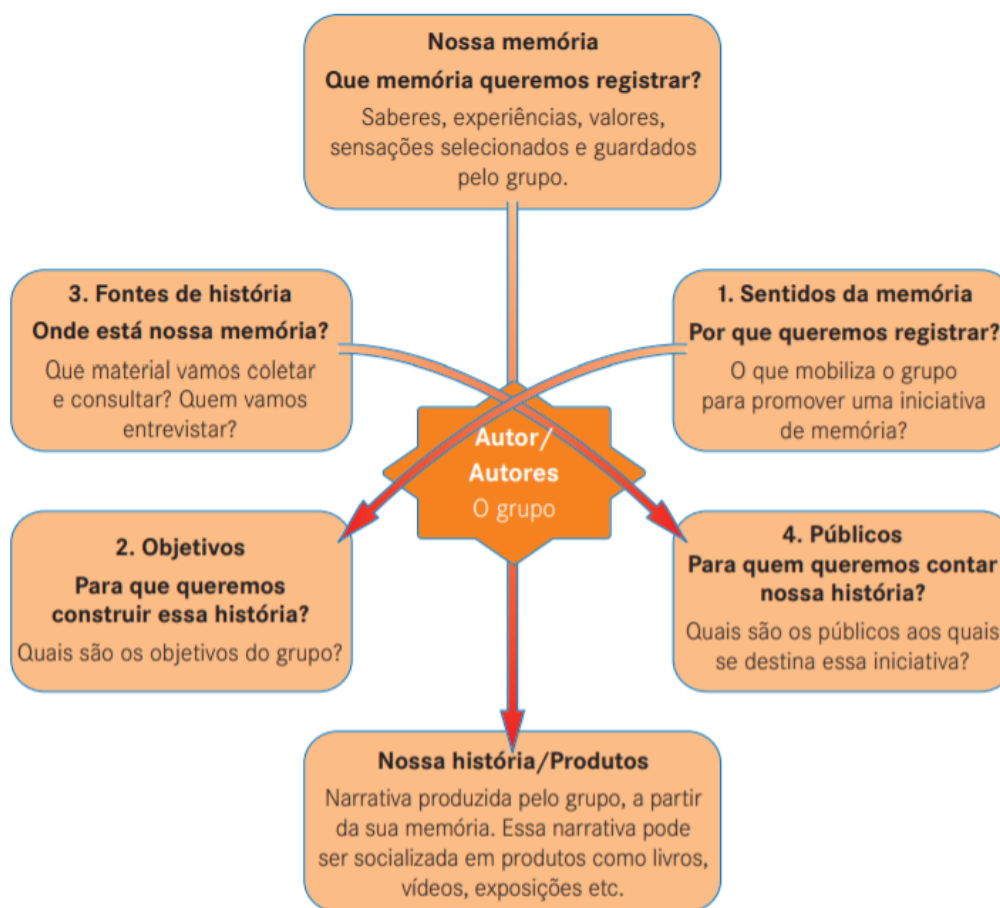 Nossa memória
Que memória queremos registrar?
Saberes, experiências, valores,
sensações selecionados e guardados
pelo grupo.
3. Fontes de história
Onde está nossa memória?
Que material vamos coletar
e consultar? Quem vamos
entrevistar?
1. Sentidos da memória
Por que queremos registrar?
O que mobiliza o grupo
para promover uma iniciativa
de memória?
Autor/
Autores
O grupo
2. Objetivos
Para que queremos
construir essa história?
Quais são os objetivos do grupo?
4. Públicos
Para quem queremos contar
nossa história?
Quais são os públicos aos quais
se destina essa iniciativa?
Nossa história/Produtos
Narrativa produzida pelo grupo, a partir
da sua memória. Essa narrativa pode
ser socializada em produtos como livros,
vídeos, exposições etc.